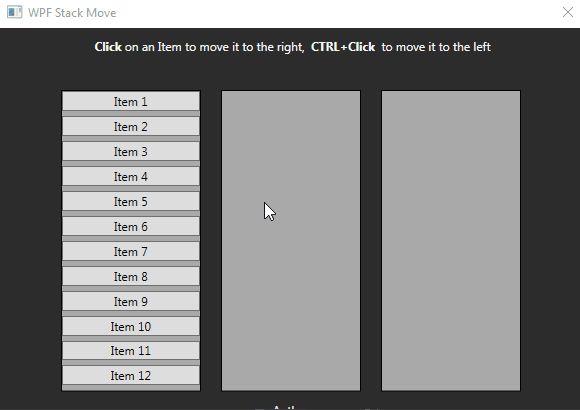 WPF Stack Move
Click on an Item to move it to the right, CTRL+Click to move it to the left
Item 1
Item 2
Item 3
Item 4
Item 5
Item 6
Item 7
Item 8
Item 9
Item 10
Item 11
Item 12